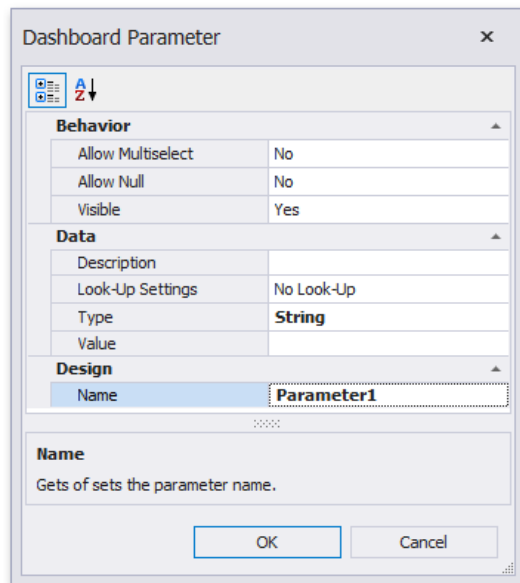 Dashboard Parameter
Behavior
Allow Multiselect No
Allow Null No
Visible Yes
Data
Description
Look-Up Settings No Look-Up
Type String
Value
Design
Name Parameter1
Name
Gets of sets the parameter name.
OK Cancel